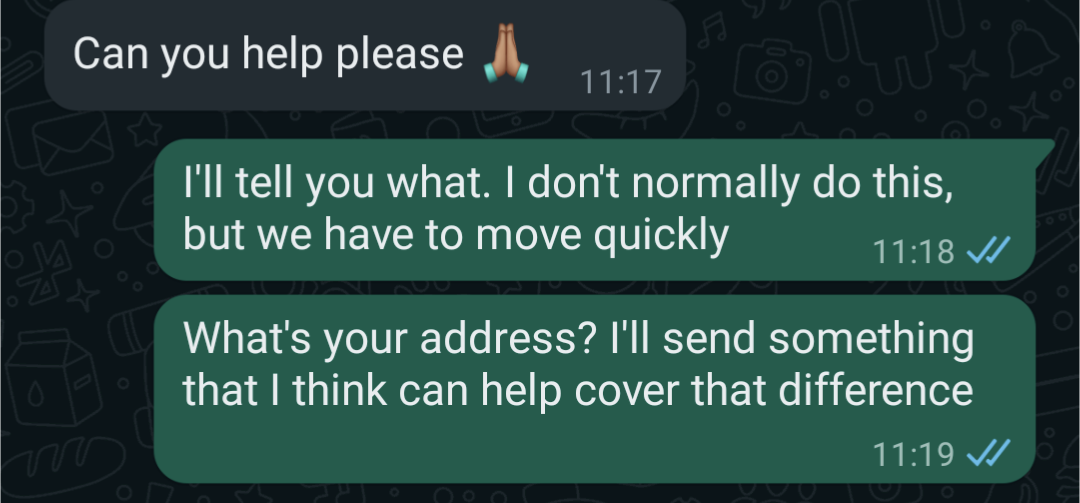 Can you help please 🙏🏽
11:17
I'll tell you what. I don't normally do this,
but we have to move quickly
11:18
What's your address? I'll send something
that I think can help cover that difference
11:19